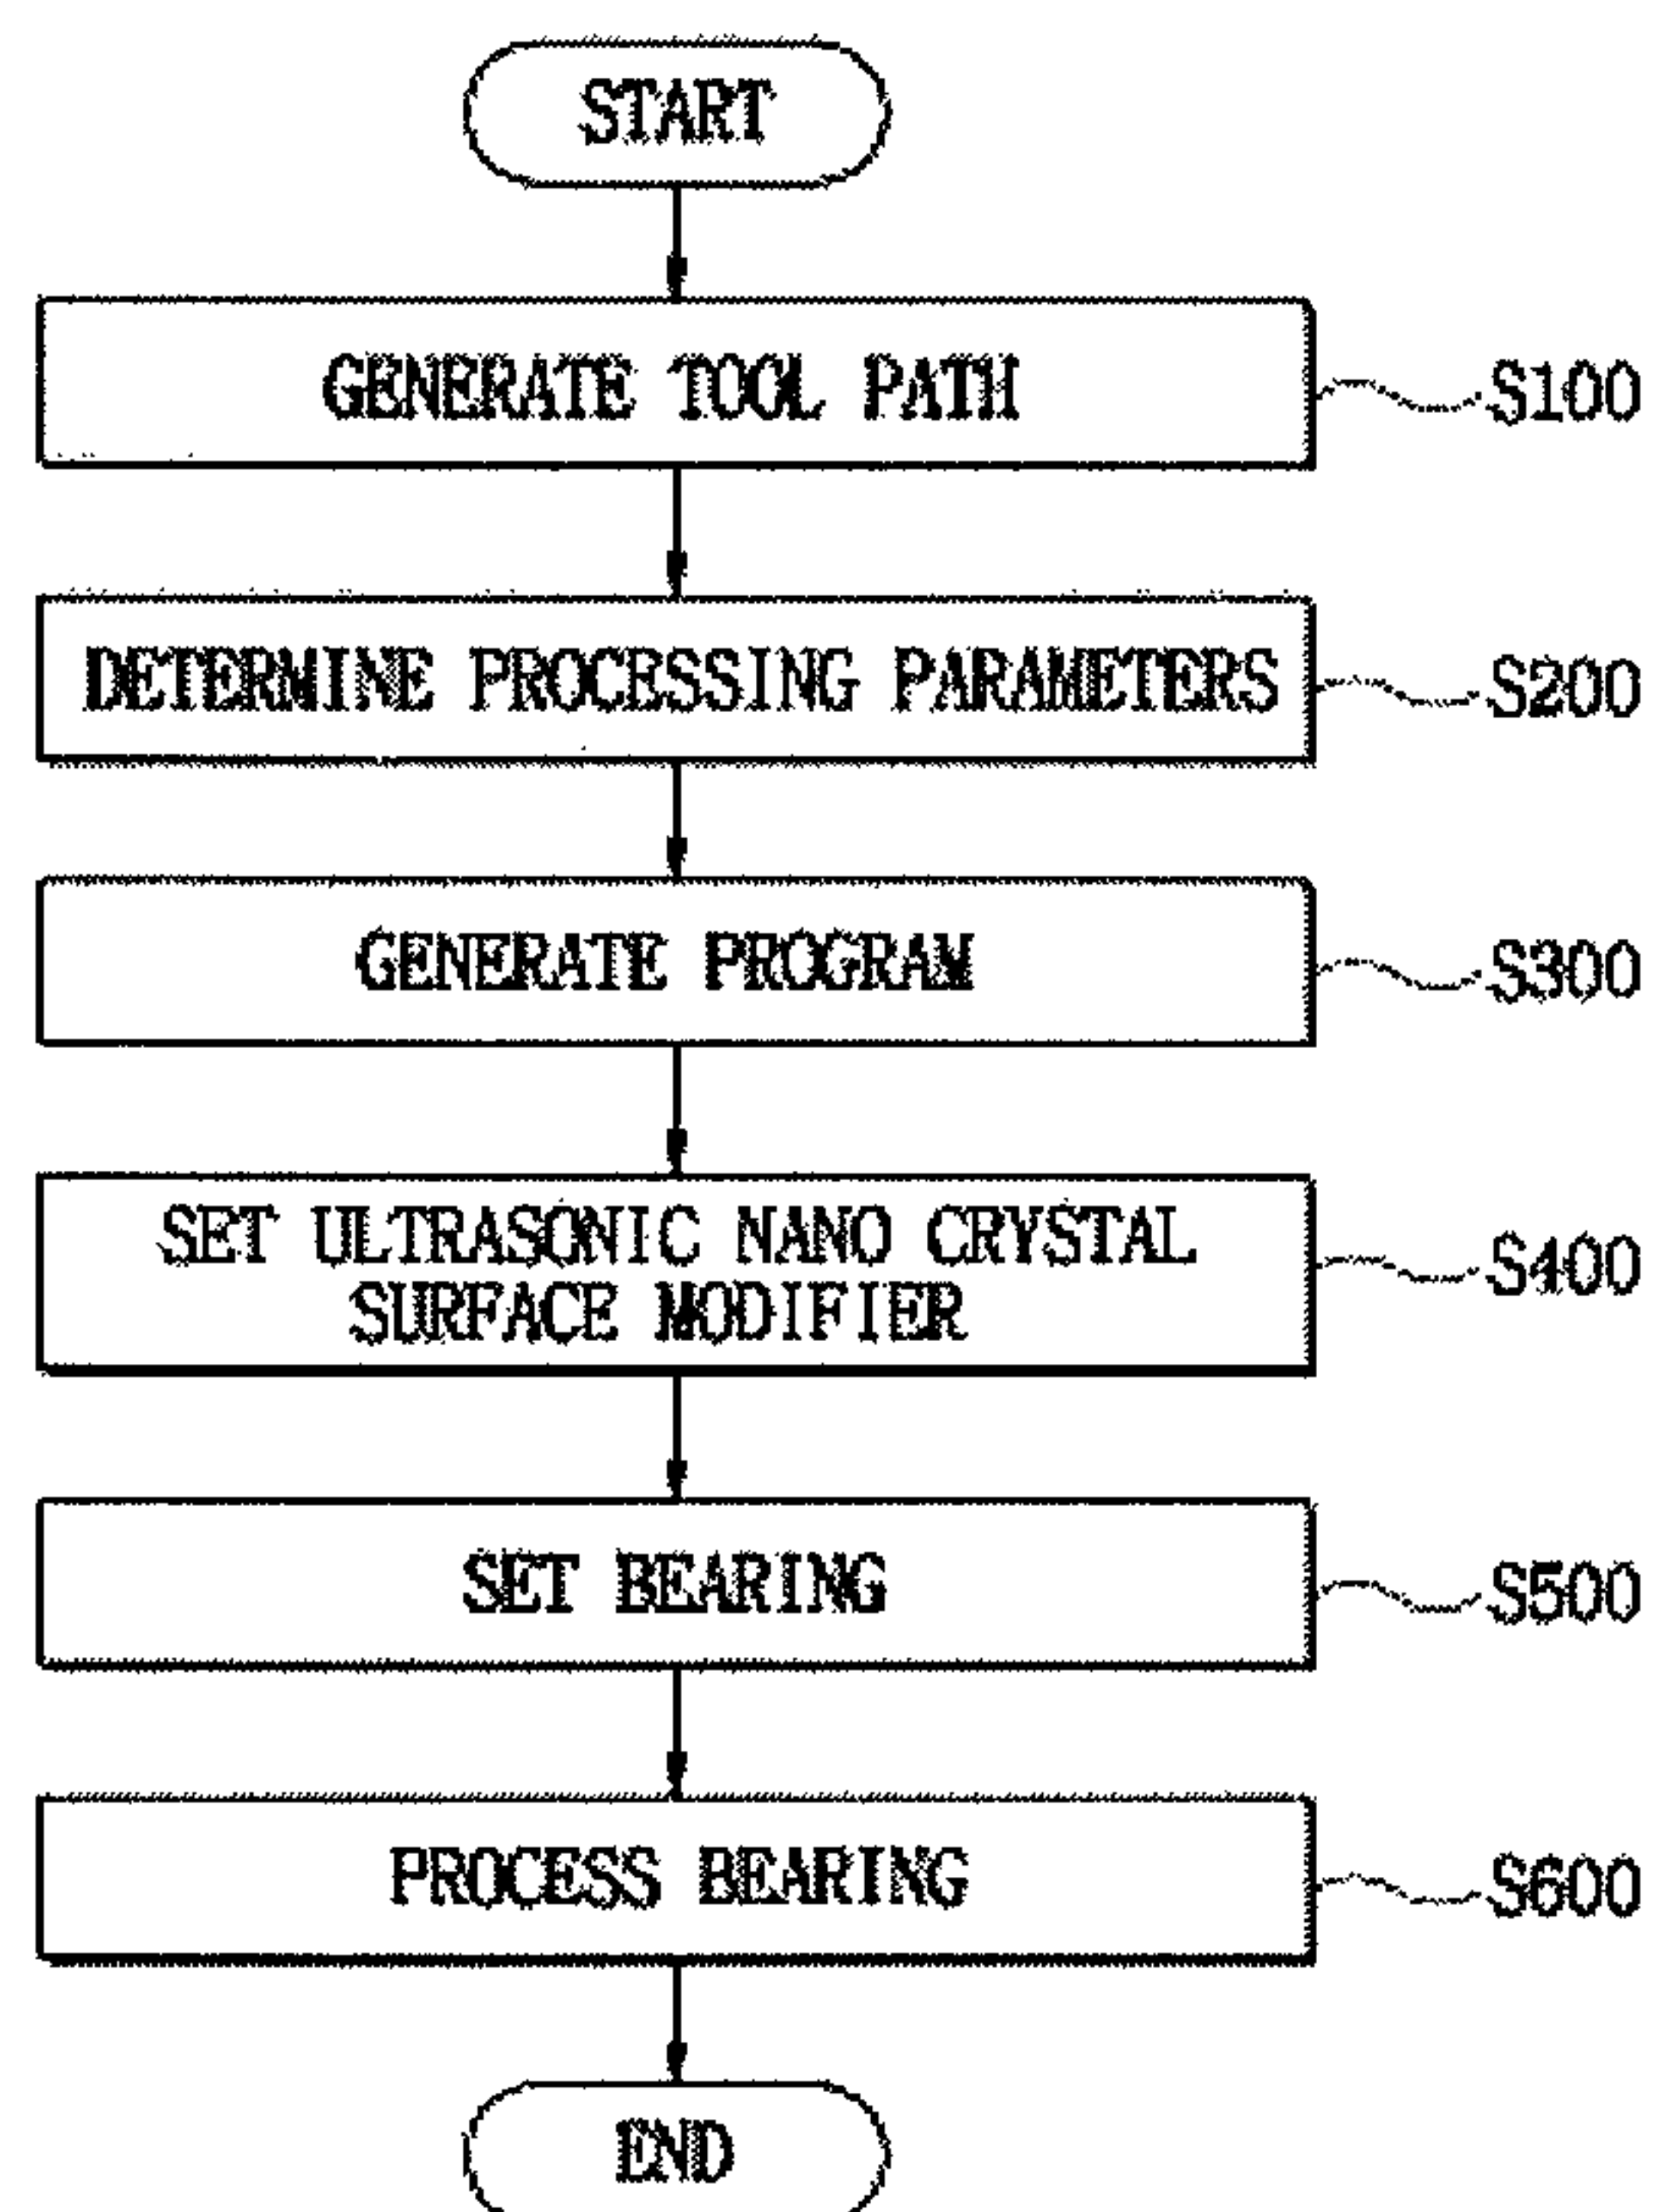 START
GENERATE TOOL PATH
S100
DETERMINE PROCESSING PARAMETERS
S200
GENERATE PROGRAM
S300
SET ULTRASONIC NANO CRYSTAL
SURFACE MODIFIER
S400
SET BEARING
S500
PROCESS BEARING
S600
END